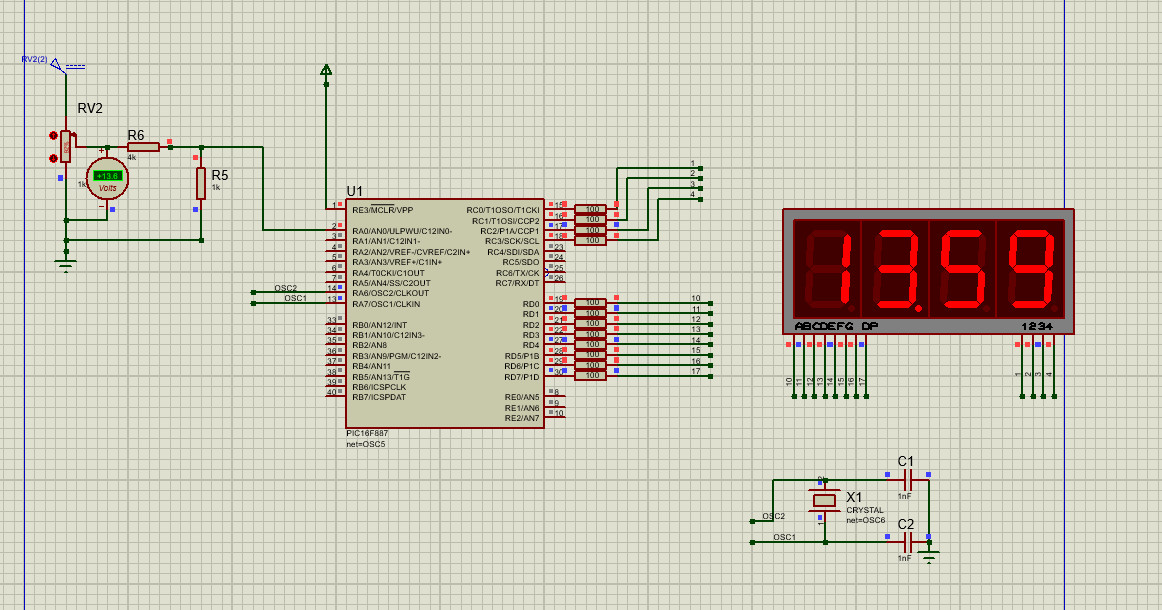 RV2(2)
RV2
1k
+13.6
Volts
R6
4k
R5
1k
U1
1 RE3/MCLR/VPP
2 RA0/AN0/ULPWU/C12IN0-
3 RA1/AN1/C12IN1-
4 RA2/AN2/VREF-/CVREF/C2IN+
5 RA3/AN3/VREF+/C1IN+
6 RA4/T0CKI/C1OUT
7 RA5/AN4/SS/C2OUT
OSC2 14 RA6/OSC2/CLKOUT
OSC1 13 RA7/OSC1/CLKIN
33 RB0/AN12/INT
34 RB1/AN10/C12IN3-
35 RB2/AN8
36 RB3/AN9/PGM/C12IN2-
37 RB4/AN11
38 RB5/AN13/T1G
39 RB6/ICSPCLK
40 RB7/ICSPDAT
RC0/T1OSO/T1CKI 15 100 1
RC1/T1OSI/CCP2 16 100 2
RC2/P1A/CCP1 17 100 3
RC3/SCK/SCL 18 100 4
RC4/SDI/SDA 23
RC5/SDO 24
RC6/TX/CK 25
RC7/RX/DT 26
RD0 19 100 10
RD1 20 100 11
RD2 21 100 12
RD3 22 100 13
RD4 27 100 14
RD5/P1B 28 100 15
RD6/P1C 29 100 16
RD7/P1D 30 100 17
RE0/AN5 8
RE1/AN6 9
RE2/AN7 10
PIC16F887
net=OSC5
13.59
ABCDEFG DP
1234
10 11 12 13 14 15 16 17
1 2 3 4
C1
1nF
X1
CRYSTAL
net=OSC6
2
1
OSC2
OSC1
C2
1nF